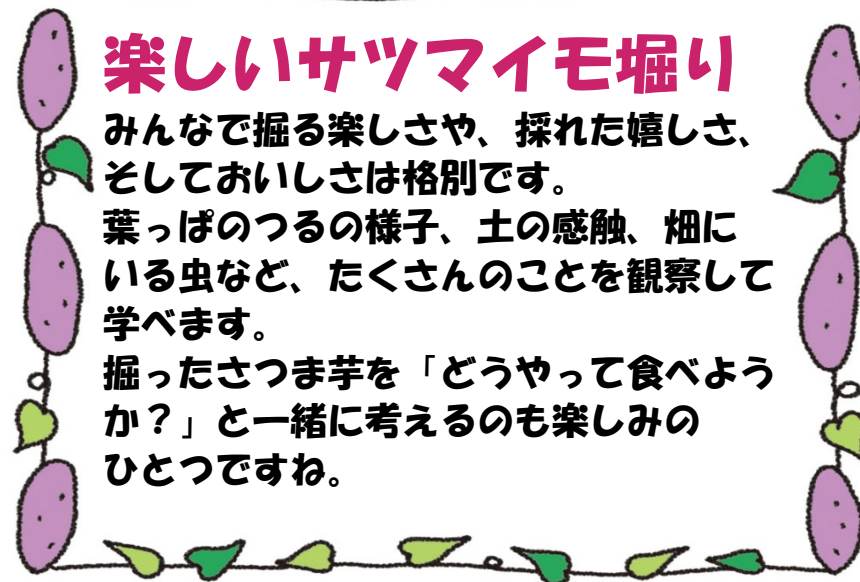 楽しいサツマイモ堀り
みんなで掘る楽しさや、採れた嬉しさ、
そしておいしさは格別です。
葉っぱのつるの様子、土の感触、畑に
いる虫など、たくさんのことを観察して
学べます。
掘ったさつま芋を「どうやって食べよう
か？」と一緒に考えるのも楽しみの
ひとつですね。